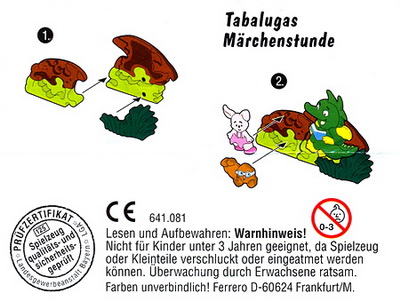 Tabalugas
Märchenstunde
1.
2.
PRÜFZERTIFIKAT
123
Spielzeug
qualitäts- und
sicherheits-
geprüft
Landesgewerbeanstalt Bayern
LGA
CE 641.081
0-3
Lesen und Aufbewahren: Warnhinweis!
Nicht für Kinder unter 3 Jahren geeignet, da Spielzeug
oder Kleinteile verschluckt oder eingeatmet werden
können. Überwachung durch Erwachsene ratsam.
Farben unverbindlich! Ferrero D-60624 Frankfurt/M.